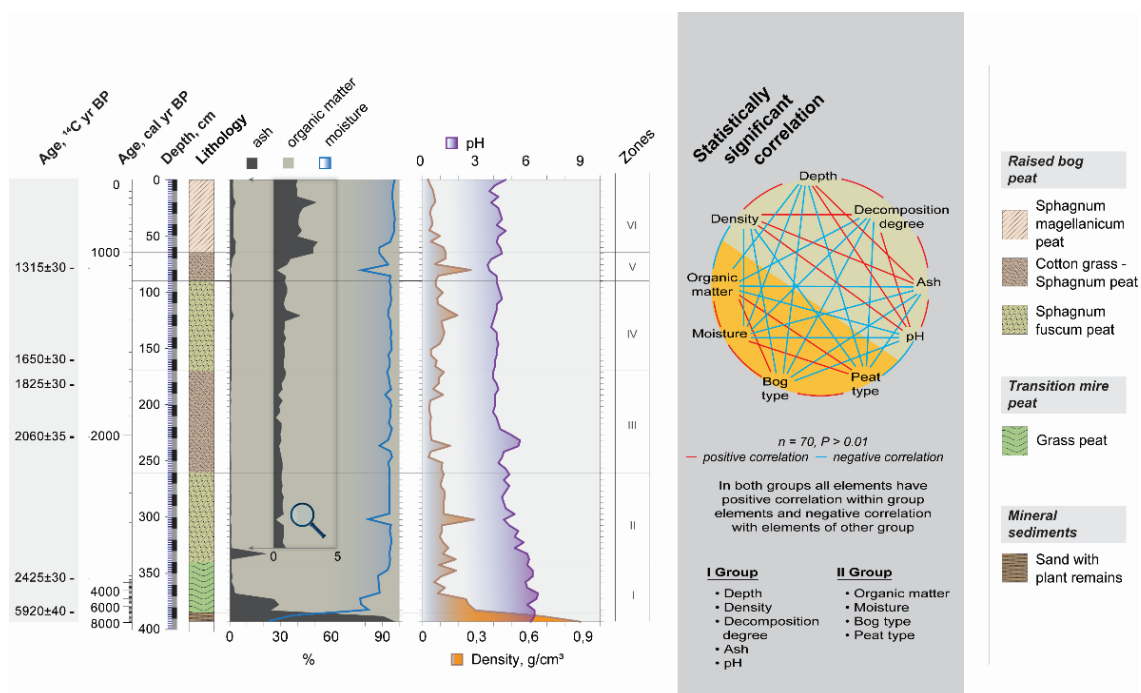 Age, ¹⁴C yr BP
Age, cal yr BP
Depth, cm
Lithology
ash
organic matter
moisture
pH
Zones
0 3 6 9
0
1000
2000
4000
6000
8000
1315±30
1650±30
1825±30
2060±35
2425±30
5920±40
0
50
100
150
200
250
300
350
400
VI
V
IV
III
II
I
0 5
0 30 60 90
%
0 0,3 0,6 0,9
Density, g/cm³
Statistically
significant
correlation
Depth
Decomposition
degree
Density
Organic
matter
Ash
Moisture
pH
Bog
type
Peat
type
n = 70, P > 0.01
positive correlation negative correlation
In both groups all elements have
positive correlation within group
elements and negative correlation
with elements of other group
I Group
• Depth
• Density
• Decomposition
degree
• Ash
• pH
II Group
• Organic matter
• Moisture
• Bog type
• Peat type
Raised bog
peat
Sphagnum
magellanicum
peat
Cotton grass -
Sphagnum peat
Sphagnum
fuscum peat
Transition mire
peat
Grass peat
Mineral
sediments
Sand with
plant remains